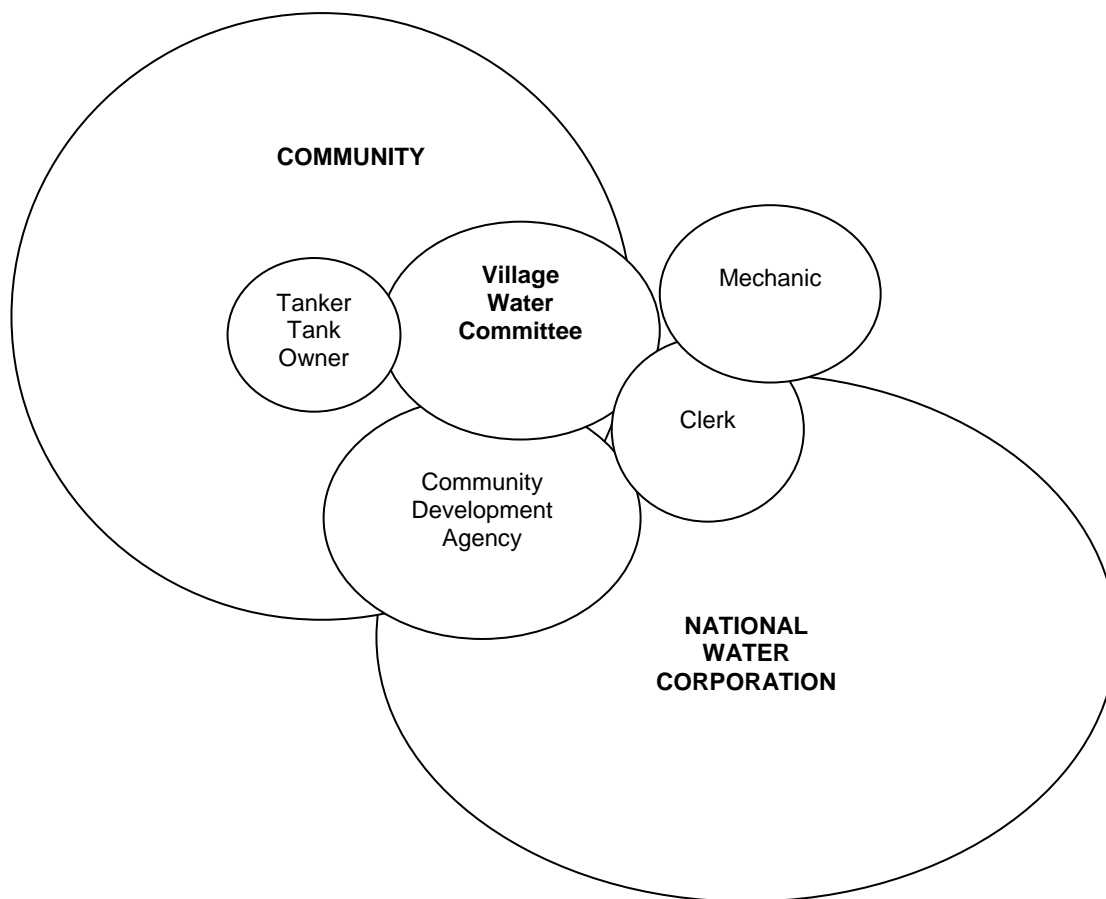 COMMUNITY
Village
Water
Committee
Mechanic
Tanker
Tank
Owner
Clerk
Community
Development
Agency
NATIONAL
WATER
CORPORATION